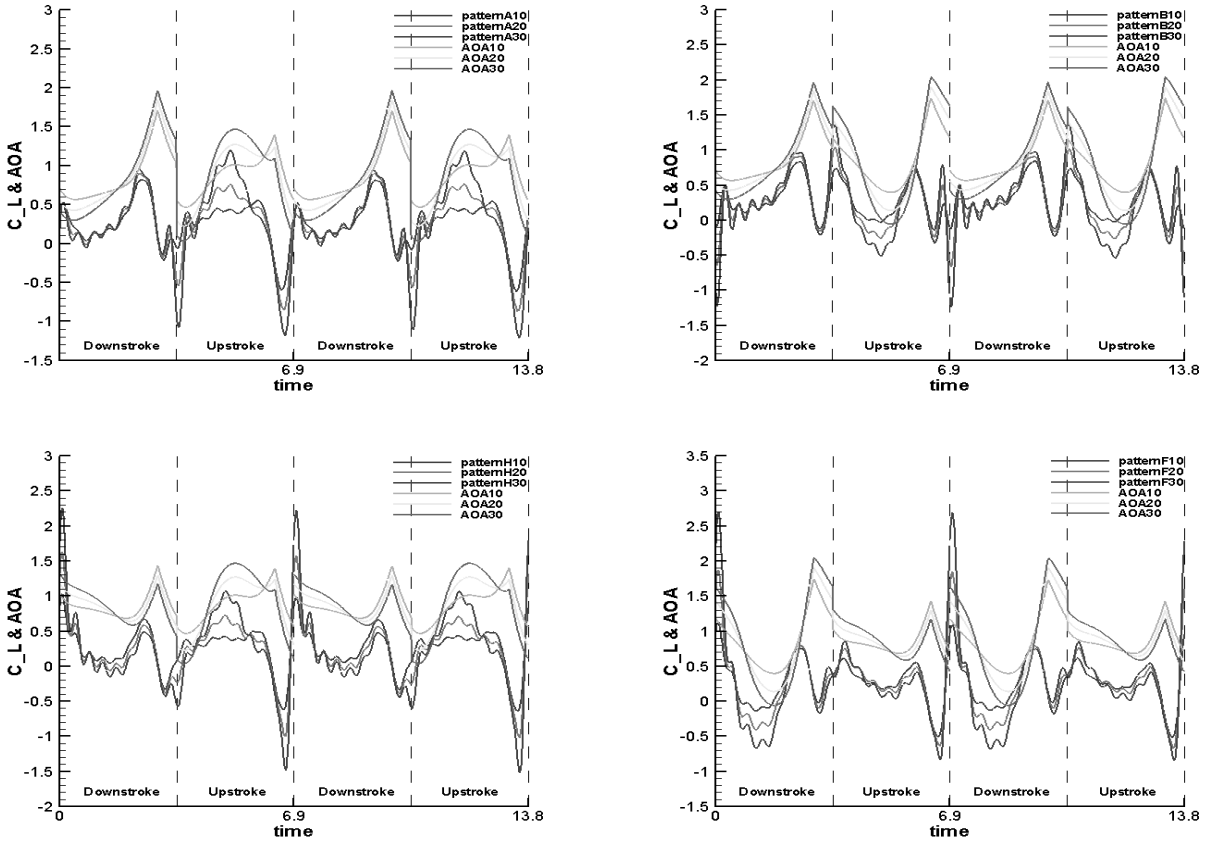 C_L & AOA
3
2.5
2
1.5
1
0.5
0
-0.5
-1
-1.5
patternA10
patternA20
patternA30
AOA10
AOA20
AOA30
Downstroke Upstroke Downstroke Upstroke
6.9 13.8
time
C_L & AOA
3
2.5
2
1.5
1
0.5
0
-0.5
-1
-1.5
-2
patternB10
patternB20
patternB30
AOA10
AOA20
AOA30
Downstroke Upstroke Downstroke Upstroke
6.9 13.8
time
C_L & AOA
3
2.5
2
1.5
1
0.5
0
-0.5
-1
-1.5
-2
patternH10
patternH20
patternH30
AOA10
AOA20
AOA30
Downstroke Upstroke Downstroke Upstroke
0 6.9 13.8
time
C_L & AOA
3.5
3
2.5
2
1.5
1
0.5
0
-0.5
-1
-1.5
patternF10
patternF20
patternF30
AOA10
AOA20
AOA30
Downstroke Upstroke Downstroke Upstroke
6.9 13.8
time